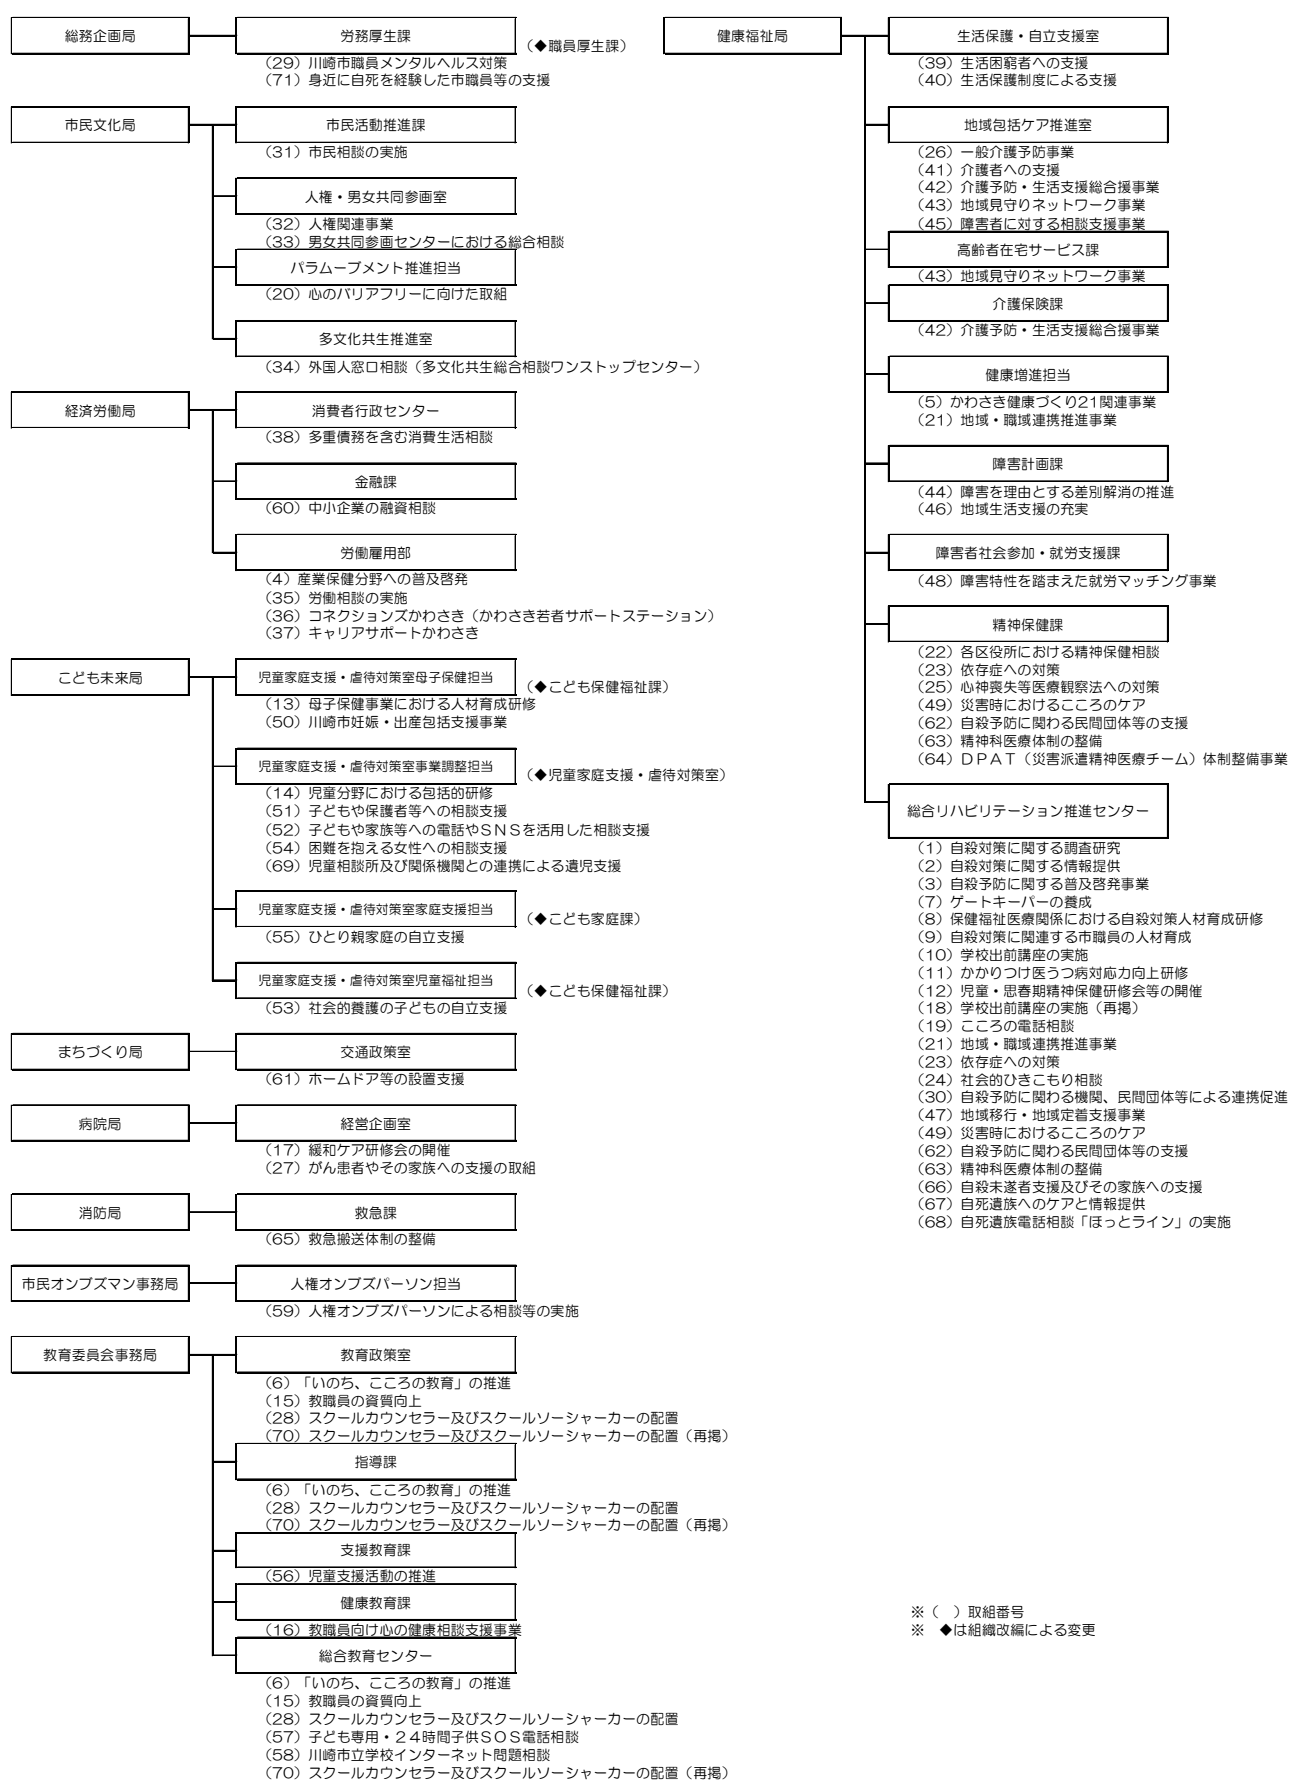 総務企画局
労務厚生課
（◆職員厚生課）
（29）川崎市職員メンタルヘルス対策
（71）身近に自死を経験した市職員等の支援
市民文化局
市民活動推進課
（31）市民相談の実施
人権・男女共同参画室
（32）人権関連事業
（33）男女共同参画センターにおける総合相談
パラムーブメント推進担当
（20）心のバリアフリーに向けた取組
多文化共生推進室
（34）外国人窓口相談（多文化共生総合相談ワンストップセンター）
経済労働局
消費者行政センター
（38）多重債務を含む消費生活相談
金融課
（60）中小企業の融資相談
労働雇用部
（4）産業保健分野への普及啓発
（35）労働相談の実施
（36）コネクションズかわさき（かわさき若者サポートステーション）
（37）キャリアサポートかわさき
こども未来局
児童家庭支援・虐待対策室母子保健担当
（◆こども保健福祉課）
（13）母子保健事業における人材育成研修
（50）川崎市妊娠・出産包括支援事業
児童家庭支援・虐待対策室事業調整担当
（◆児童家庭支援・虐待対策室）
（14）児童分野における包括的研修
（51）子どもや保護者等への相談支援
（52）子どもや家族等への電話やＳＮＳを活用した相談支援
（54）困難を抱える女性への相談支援
（69）児童相談所及び関係機関との連携による遺児支援
児童家庭支援・虐待対策室家庭支援担当
（◆こども家庭課）
（55）ひとり親家庭の自立支援
児童家庭支援・虐待対策室児童福祉担当
（◆こども保健福祉課）
（53）社会的養護の子どもの自立支援
まちづくり局
交通政策室
（61）ホームドア等の設置支援
病院局
経営企画室
（17）緩和ケア研修会の開催
（27）がん患者やその家族への支援の取組
消防局
救急課
（65）救急搬送体制の整備
市民オンブズマン事務局
人権オンブズパーソン担当
（59）人権オンブズパーソンによる相談等の実施
教育委員会事務局
教育政策室
（6）「いのち、こころの教育」の推進
（15）教職員の資質向上
（28）スクールカウンセラー及びスクールソーシャーカーの配置
（70）スクールカウンセラー及びスクールソーシャーカーの配置（再掲）
指導課
（6）「いのち、こころの教育」の推進
（28）スクールカウンセラー及びスクールソーシャーカーの配置
（70）スクールカウンセラー及びスクールソーシャーカーの配置（再掲）
支援教育課
（56）児童支援活動の推進
健康教育課
（16）教職員向け心の健康相談支援事業
総合教育センター
（6）「いのち、こころの教育」の推進
（15）教職員の資質向上
（28）スクールカウンセラー及びスクールソーシャーカーの配置
（57）子ども専用・２４時間子供ＳＯＳ電話相談
（58）川崎市立学校インターネット問題相談
（70）スクールカウンセラー及びスクールソーシャーカーの配置（再掲）
健康福祉局
生活保護・自立支援室
（39）生活困窮者への支援
（40）生活保護制度による支援
地域包括ケア推進室
（26）一般介護予防事業
（41）介護者への支援
（42）介護予防・生活支援総合援事業
（43）地域見守りネットワーク事業
（45）障害者に対する相談支援事業
高齢者在宅サービス課
（43）地域見守りネットワーク事業
介護保険課
（42）介護予防・生活支援総合援事業
健康増進担当
（5）かわさき健康づくり21関連事業
（21）地域・職域連携推進事業
障害計画課
（44）障害を理由とする差別解消の推進
（46）地域生活支援の充実
障害者社会参加・就労支援課
（48）障害特性を踏まえた就労マッチング事業
精神保健課
（22）各区役所における精神保健相談
（23）依存症への対策
（25）心神喪失等医療観察法への対策
（49）災害時におけるこころのケア
（62）自殺予防に関わる民間団体等の支援
（63）精神科医療体制の整備
（64）ＤＰＡＴ（災害派遣精神医療チーム）体制整備事業
総合リハビリテーション推進センター
（1）自殺対策に関する調査研究
（2）自殺対策に関する情報提供
（3）自殺予防に関する普及啓発事業
（7）ゲートキーパーの養成
（8）保健福祉医療関係における自殺対策人材育成研修
（9）自殺対策に関連する市職員の人材育成
（10）学校出前講座の実施
（11）かかりつけ医うつ病対応力向上研修
（12）児童・思春期精神保健研修会等の開催
（18）学校出前講座の実施（再掲）
（19）こころの電話相談
（21）地域・職域連携推進事業
（23）依存症への対策
（24）社会的ひきこもり相談
（30）自殺予防に関わる機関、民間団体等による連携促進
（47）地域移行・地域定着支援事業
（49）災害時におけるこころのケア
（62）自殺予防に関わる民間団体等の支援
（63）精神科医療体制の整備
（66）自殺未遂者支援及びその家族への支援
（67）自死遺族へのケアと情報提供
（68）自死遺族電話相談「ほっとライン」の実施
※（　）取組番号
※　◆は組織改編による変更